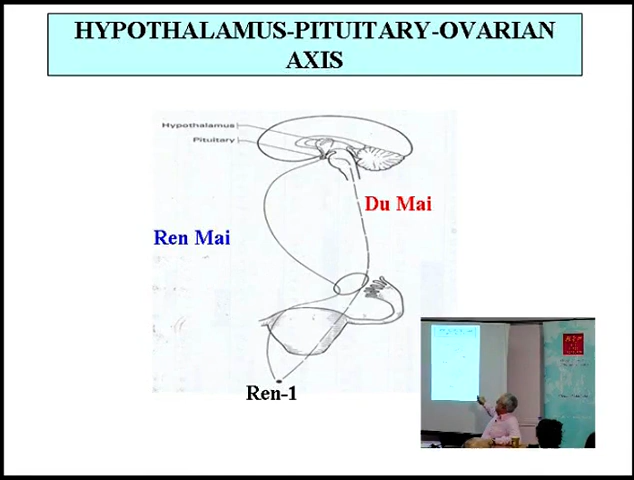 HYPOTHALAMUS-PITUITARY-OVARIAN
AXIS
Hypothalamus
Pituitary
Du Mai
Ren Mai
Ren-1